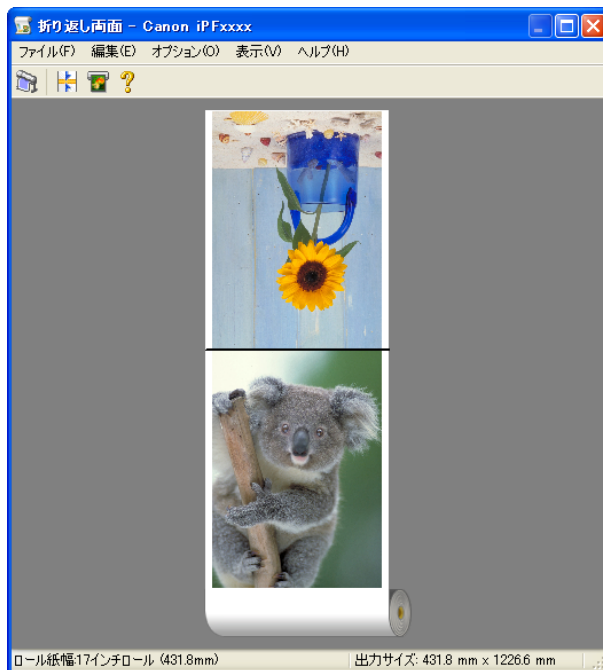 折り返し両面 - Canon iPFxxxx
ファイル(F) 編集(E) オプション(O) 表示(V) ヘルプ(H)
ロール紙幅:17インチロール (431.8mm) 出力サイズ: 431.8 mm x 1226.6 mm